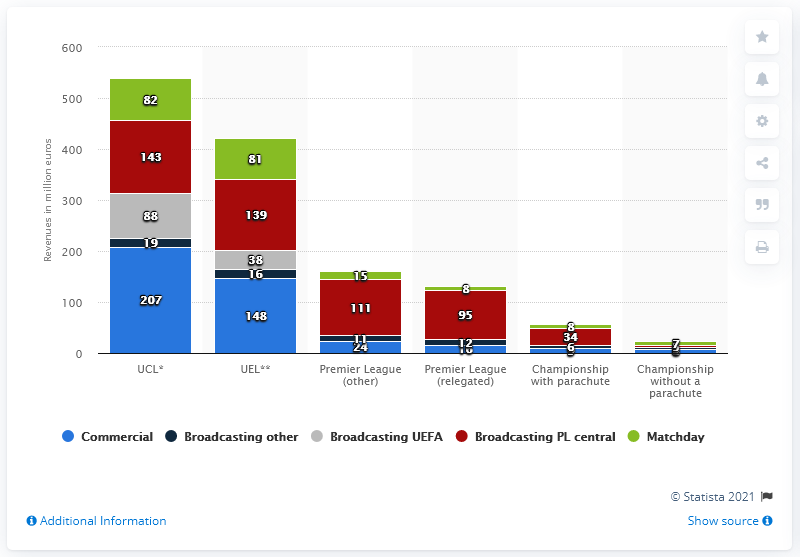 600
500
400
300
200
100
0
Revenues in million euros
82
143
88
19
207
81
139
38
16
148
15
111
11
24
8
95
12
16
8
34
6
7
UCL*
UEL**
Premier League
(other)
Premier League
(relegated)
Championship
with parachute
Championship
without a
parachute
Commercial Broadcasting other Broadcasting UEFA Broadcasting PL central Matchday
© Statista 2021
Additional Information
Show source